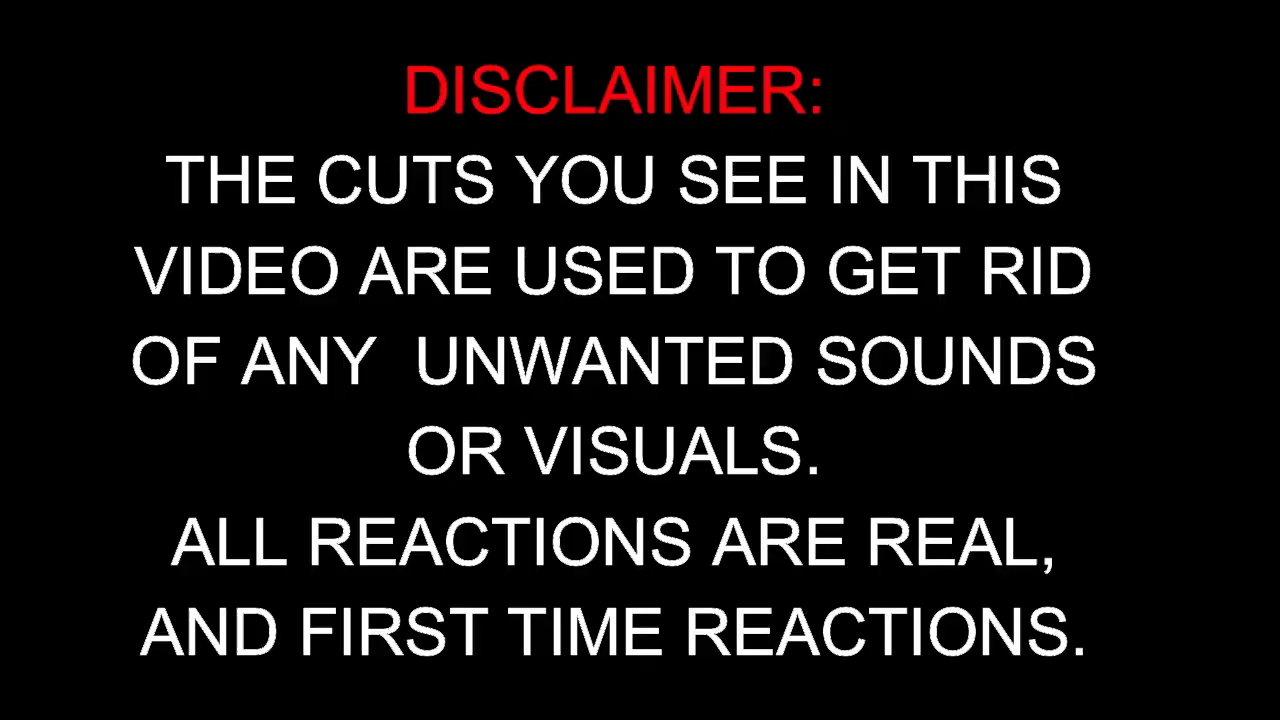 DISCLAIMER:
THE CUTS YOU SEE IN THIS
VIDEO ARE USED TO GET RID
OF ANY  UNWANTED SOUNDS
OR VISUALS.
ALL REACTIONS ARE REAL,
AND FIRST TIME REACTIONS.